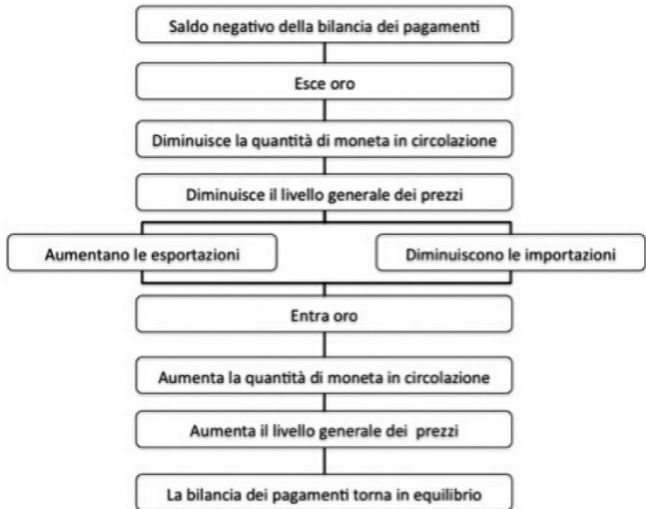 Saldo negativo della bilancia dei pagamenti
Esce oro
Diminuisce la quantità di moneta in circolazione
Diminuisce il livello generale dei prezzi
Aumentano le esportazioni
Diminuiscono le importazioni
Entra oro
Aumenta la quantità di moneta in circolazione
Aumenta il livello generale dei prezzi
La bilancia dei pagamenti torna in equilibrio